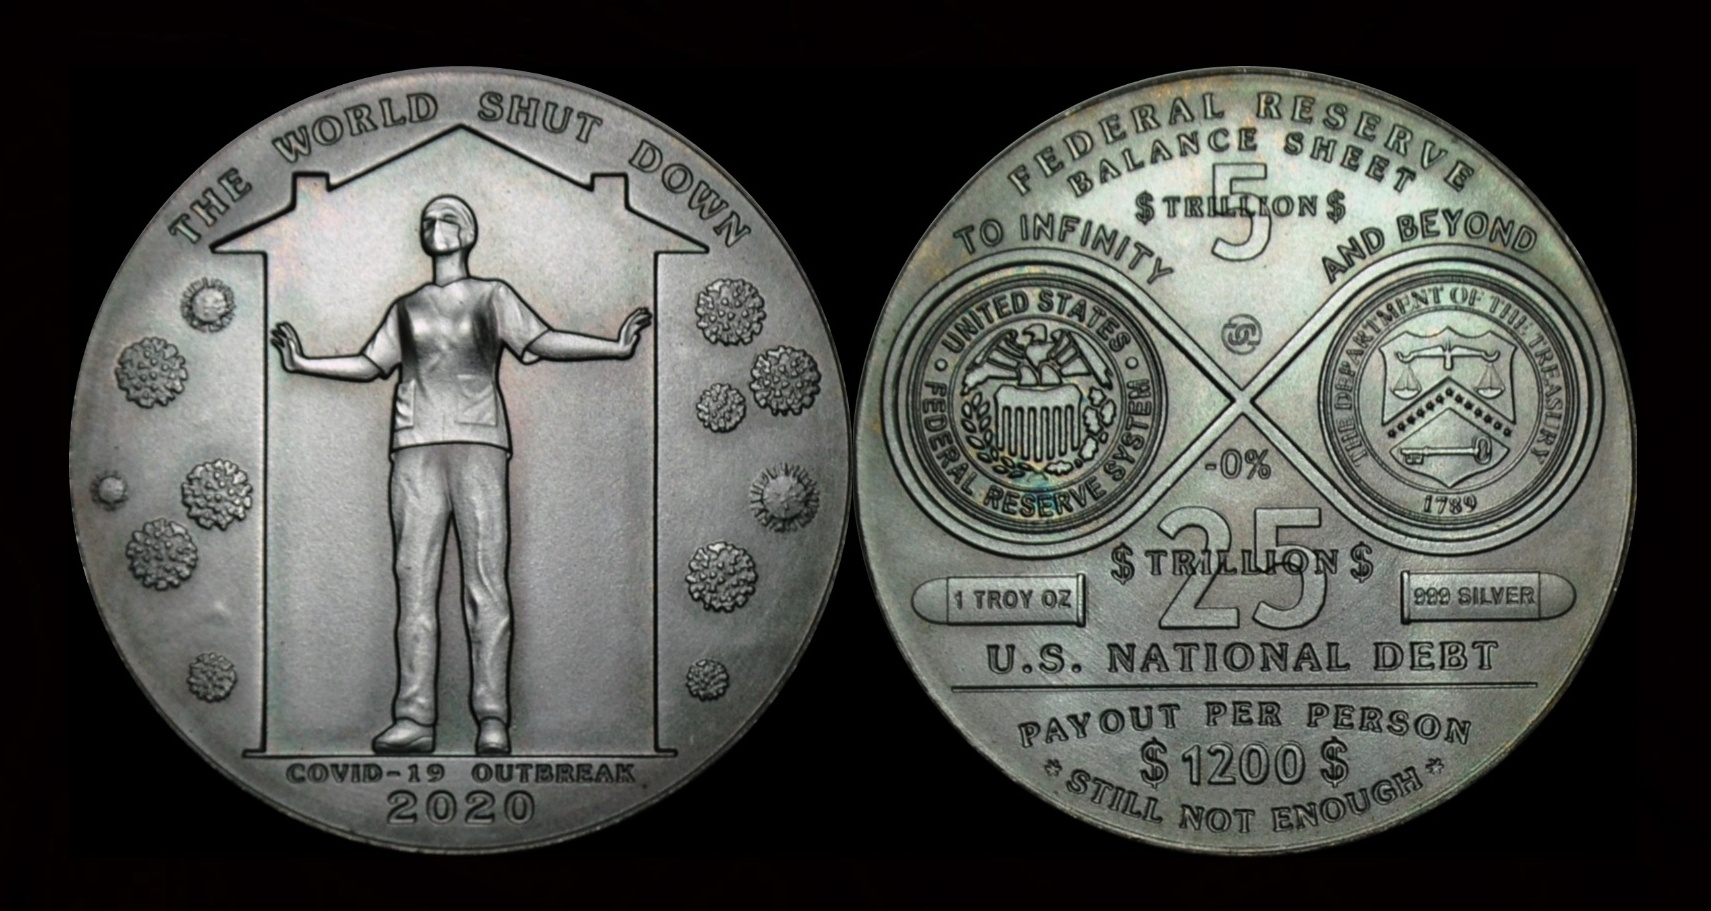 THE WORLD SHUT DOWN
COVID-19 OUTBREAK
2020
FEDERAL RESERVE
BALANCE SHEET
5
$ TRILLION $
TO INFINITY AND BEYOND
UNITED STATES
FEDERAL RESERVE SYSTEM
THE DEPARTMENT OF THE TREASURY
1789
-0%
25
$ TRILLION $
1 TROY OZ
999 SILVER
U.S. NATIONAL DEBT
PAYOUT PER PERSON
$ 1200 $
* STILL NOT ENOUGH *